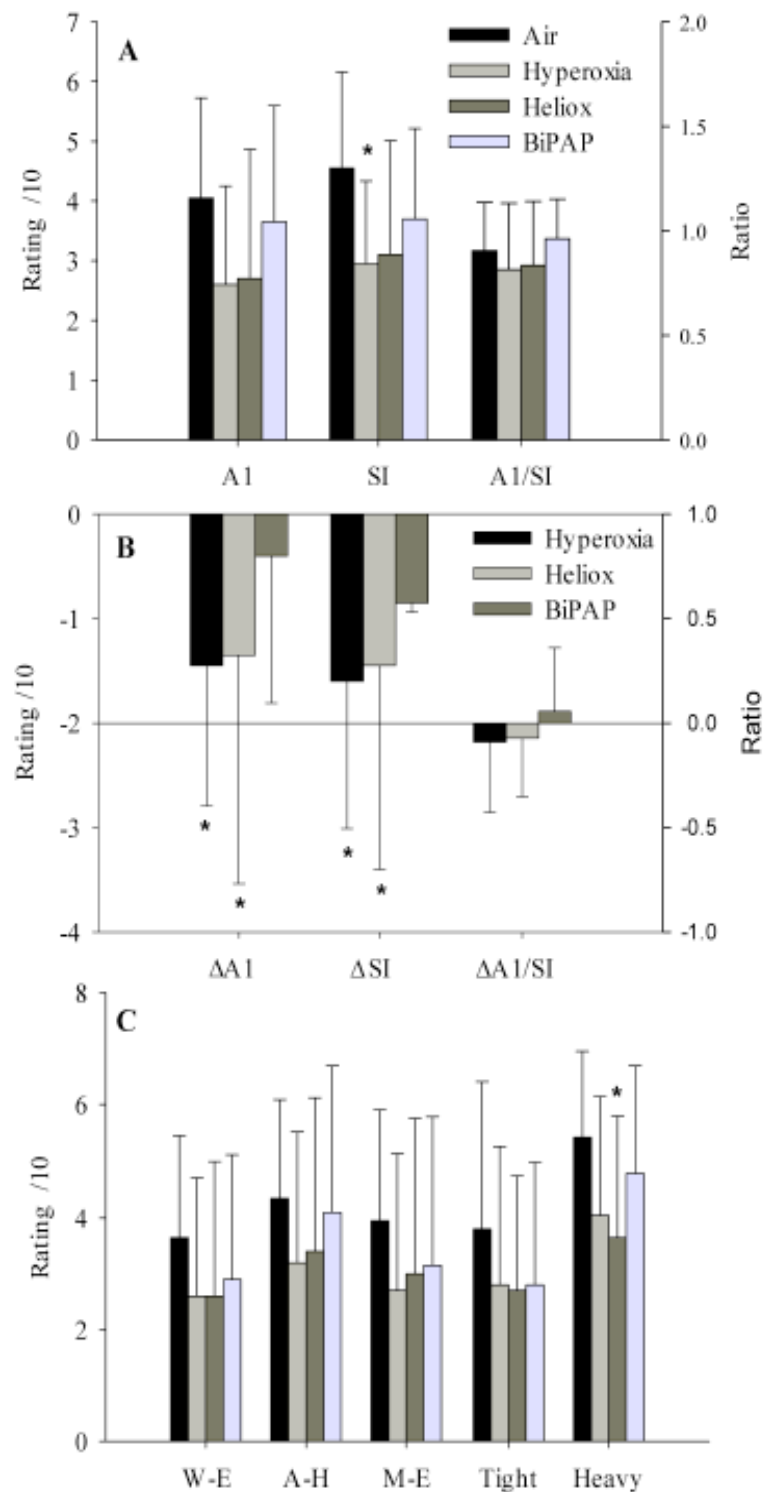 A
Air
Hyperoxia
Heliox
BiPAP
7
6
5
4
3
2
1
0
Rating /10
2.0
1.5
1.0
0.5
0.0
Ratio
*
A1 SI A1/SI
B
Hyperoxia
Heliox
BiPAP
0
-1
-2
-3
-4
Rating /10
1.0
0.5
0.0
-0.5
-1.0
Ratio
* * * *
ΔA1 ΔSI ΔA1/SI
C
8
6
4
2
0
Rating /10
*
W-E A-H M-E Tight Heavy